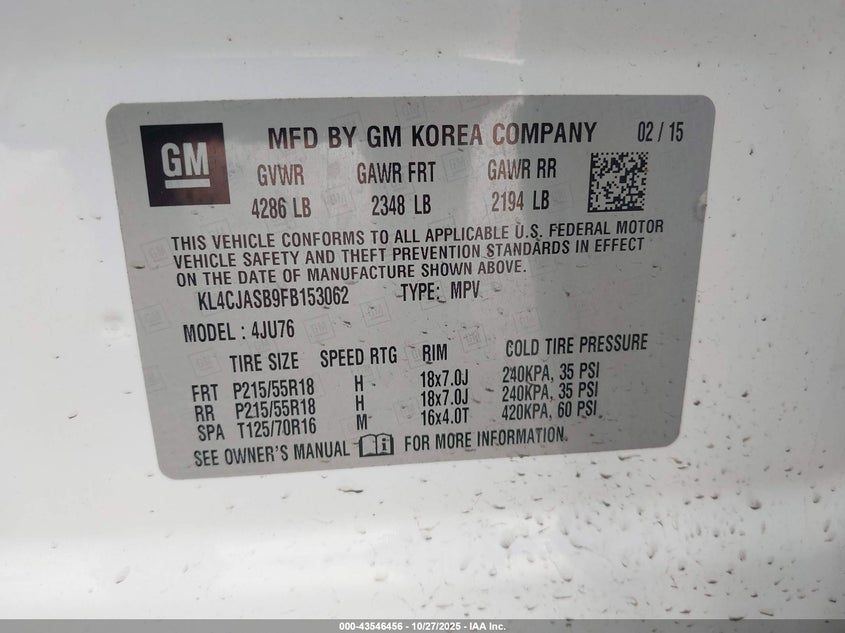 GM
MFD BY GM KOREA COMPANY 02 / 15
GVWR GAWR FRT GAWR RR
4286 LB 2348 LB 2194 LB
THIS VEHICLE CONFORMS TO ALL APPLICABLE U.S. FEDERAL MOTOR
VEHICLE SAFETY AND THEFT PREVENTION STANDARDS IN EFFECT
ON THE DATE OF MANUFACTURE SHOWN ABOVE.
KL4CJASB9FB153062 TYPE: MPV
MODEL : 4JU76
TIRE SIZE SPEED RTG RIM COLD TIRE PRESSURE
FRT P215/55R18 H 18x7.0J 240KPA, 35 PSI
RR P215/55R18 H 18x7.0J 240KPA, 35 PSI
SPA T125/70R16 M 16x4.0T 420KPA, 60 PSI
SEE OWNER'S MANUAL FOR MORE INFORMATION.
000-43546456 - 10/27/2025 - IAA Inc.